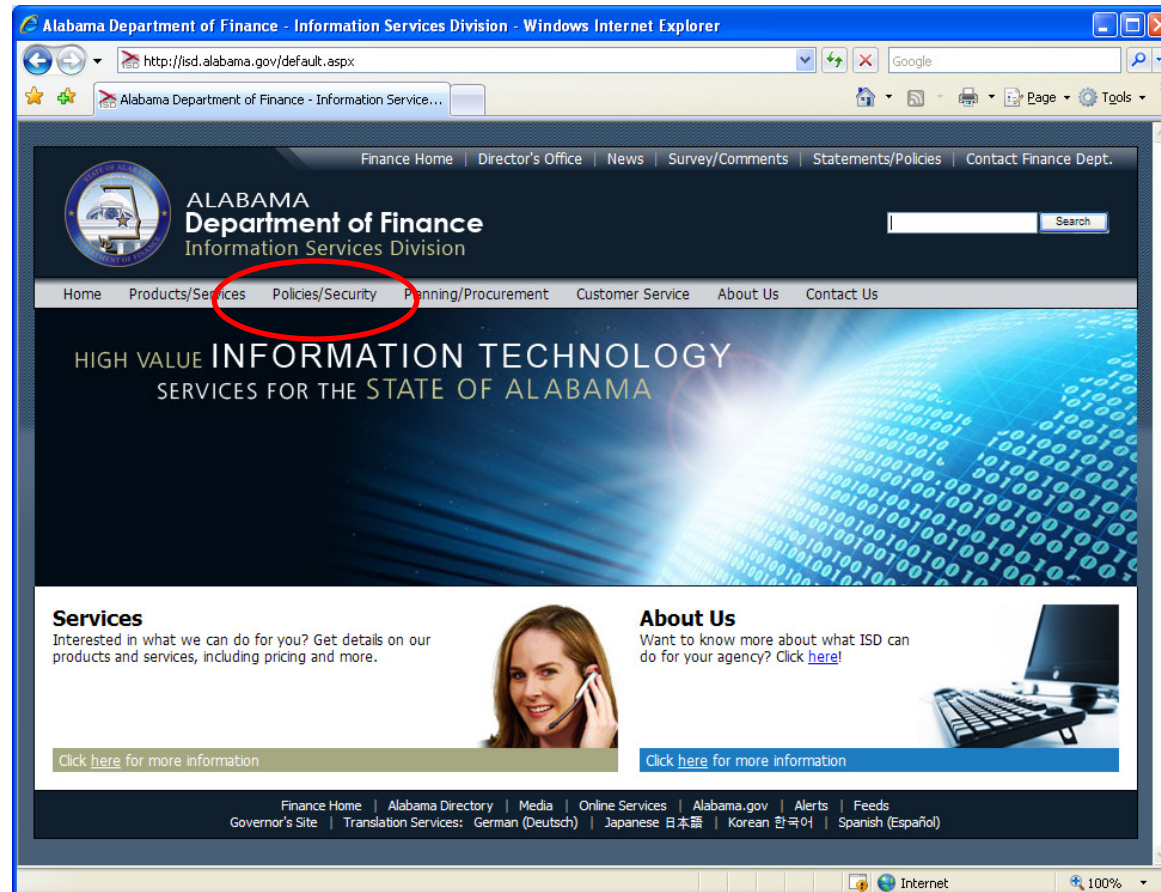 Alabama Department of Finance - Information Services Division - Windows Internet Explorer
http://isd.alabama.gov/default.aspx
Google
Alabama Department of Finance - Information Service...
Page
Tools
Finance Home | Director's Office | News | Survey/Comments | Statements/Policies | Contact Finance Dept.
ALABAMA
Department of Finance
Information Services Division
Search
Home Products/Services Policies/Security Planning/Procurement Customer Service About Us Contact Us
HIGH VALUE INFORMATION TECHNOLOGY
SERVICES FOR THE STATE OF ALABAMA
Services
Interested in what we can do for you? Get details on our
products and services, including pricing and more.
Click here for more information
About Us
Want to know more about what ISD can
do for your agency? Click here!
Click here for more information
Finance Home | Alabama Directory | Media | Online Services | Alabama.gov | Alerts | Feeds
Governor's Site | Translation Services: German (Deutsch) | Japanese 日本語 | Korean 한국어 | Spanish (Español)
Internet
100%